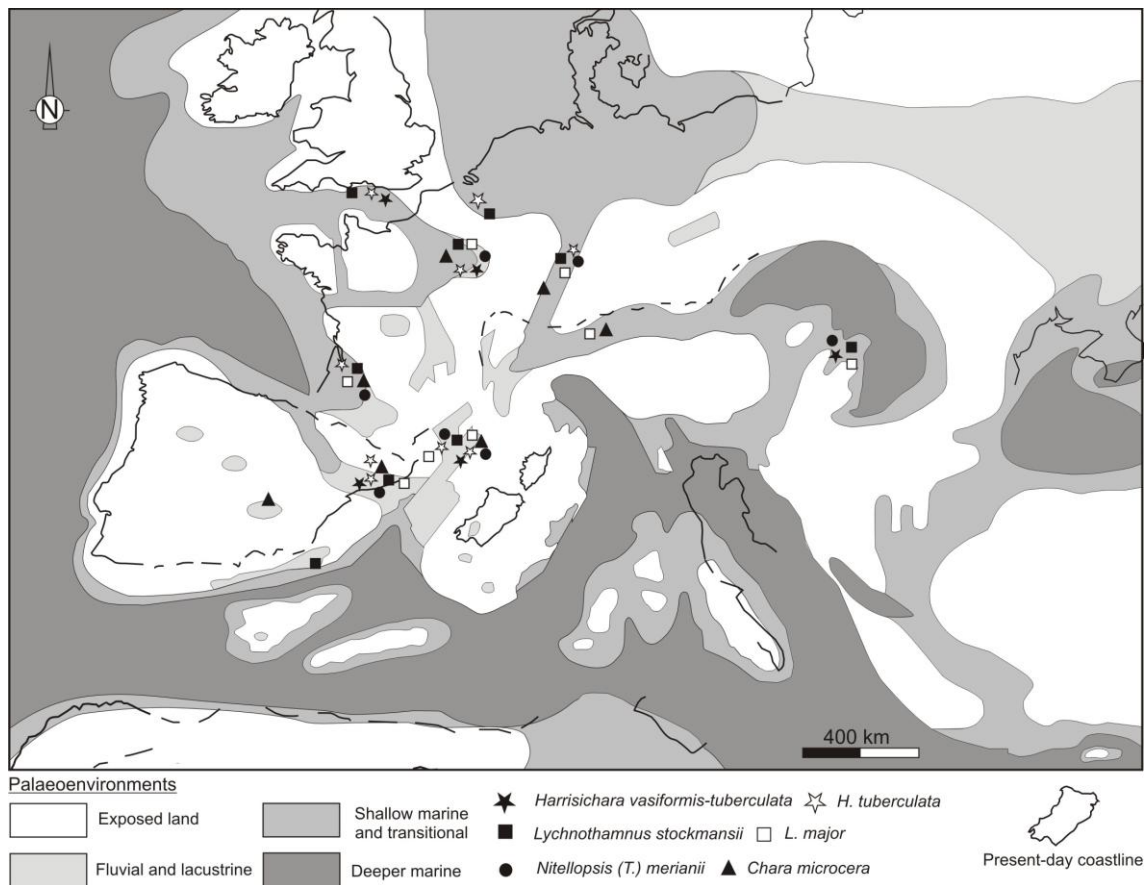 N
400 km
Palaeoenvironments
Exposed land
Shallow marine
and transitional
Fluvial and lacustrine
Deeper marine
Harrisichara vasiformis-tuberculata
H. tuberculata
Lychnothamnus stockmansii
L. major
Nitellopsis (T.) merianii
Chara microcera
Present-day coastline